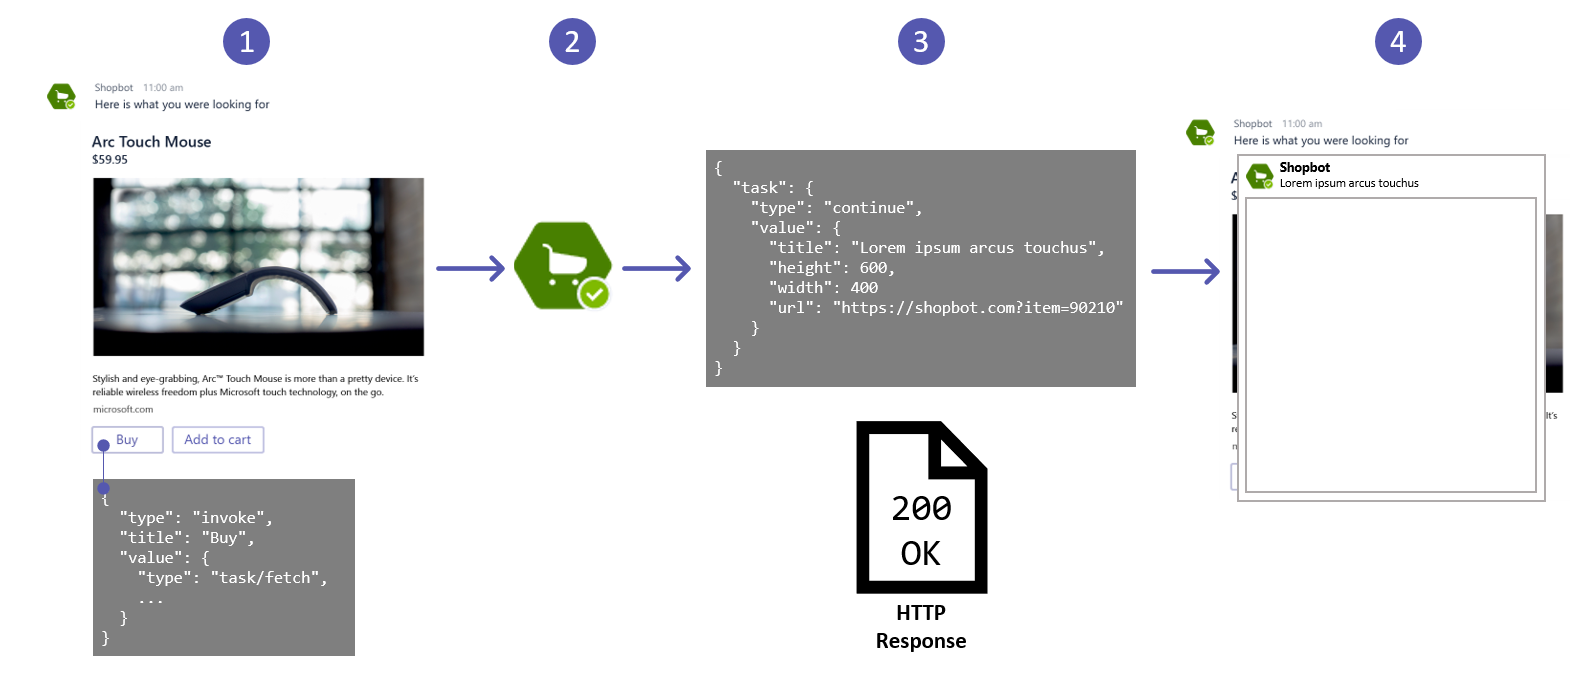 1
2
3
4
Shopbot 11:00 am
Here is what you were looking for
Arc Touch Mouse
$59.95
Stylish and eye-grabbing, Arc™ Touch Mouse is more than a pretty device. It's
reliable wireless freedom plus Microsoft touch technology, on the go.
microsoft.com
Buy
Add to cart
{
"type": "invoke",
"title": "Buy",
"value": {
"type": "task/fetch",
...
}
}
{
"task": {
"type": "continue",
"value": {
"title": "Lorem ipsum arcus touchus",
"height": 600,
"width": 400
"url": "https://shopbot.com?item=90210"
}
}
}
200
OK
HTTP
Response
Shopbot 11:00 am
Here is what you were looking for
Shopbot
Lorem ipsum arcus touchus
$
It's